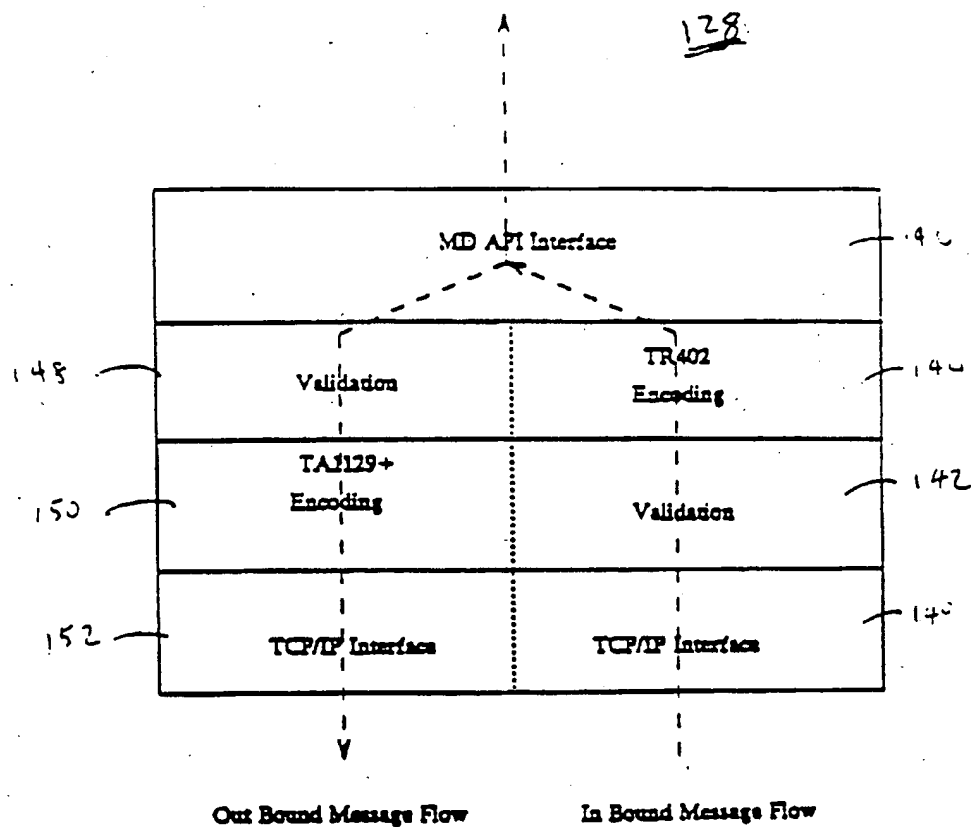 128
MD API Interface
148
Validation
TR402
Encoding
150
TA1129+
Encoding
142
Validation
152
TCP/IP Interface
TCP/IP Interface
Out Bound Message Flow
In Bound Message Flow